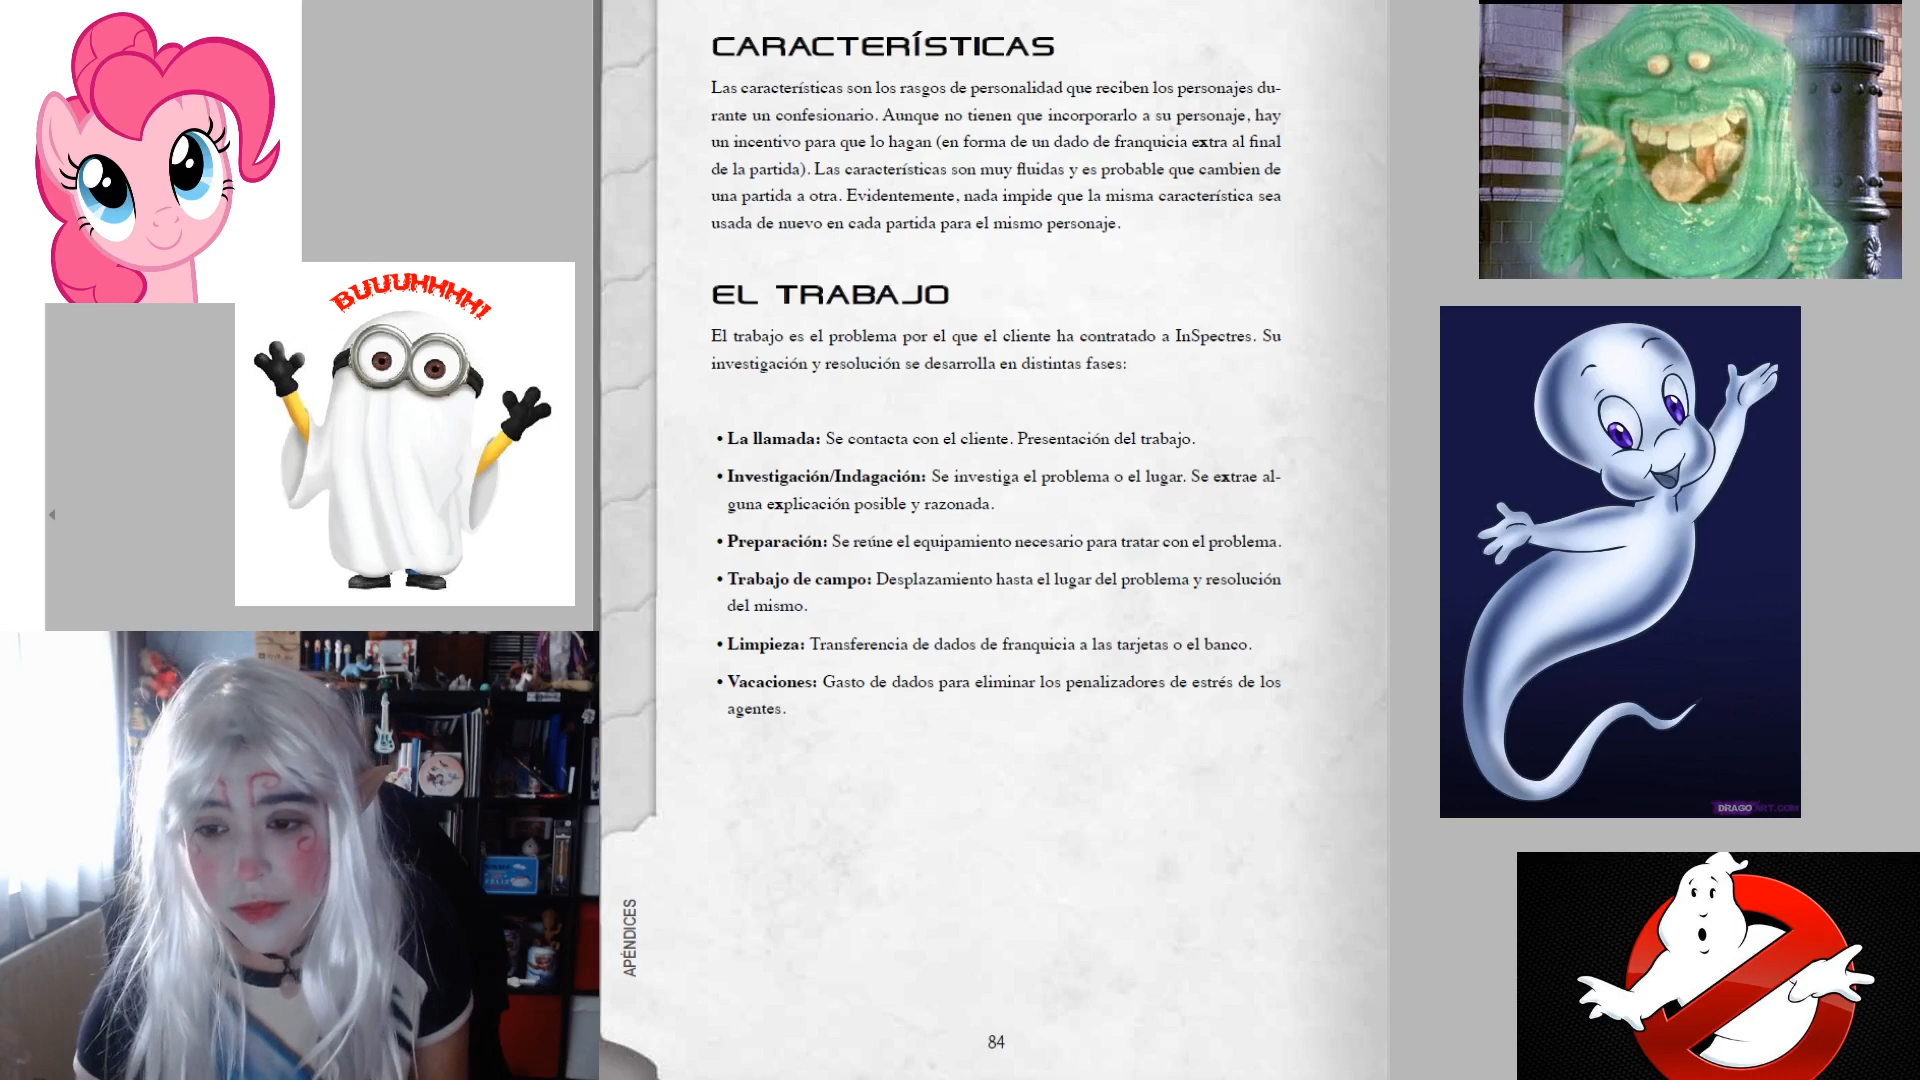 BUUUHHHH!
CARACTERÍSTICAS
Las características son los rasgos de personalidad que reciben los personajes du-
rante un confesionario. Aunque no tienen que incorporarlo a su personaje, hay
un incentivo para que lo hagan (en forma de un dado de franquicia extra al final
de la partida). Las características son muy fluidas y es probable que cambien de
una partida a otra. Evidentemente, nada impide que la misma característica sea
usada de nuevo en cada partida para el mismo personaje.
EL TRABAJO
El trabajo es el problema por el que el cliente ha contratado a InSpectres. Su
investigación y resolución se desarrolla en distintas fases:
• La llamada: Se contacta con el cliente. Presentación del trabajo.
• Investigación/Indagación: Se investiga el problema o el lugar. Se extrae al-
guna explicación posible y razonada.
• Preparación: Se reúne el equipamiento necesario para tratar con el problema.
• Trabajo de campo: Desplazamiento hasta el lugar del problema y resolución
del mismo.
• Limpieza: Transferencia de dados de franquicia a las tarjetas o el banco.
• Vacaciones: Gasto de dados para eliminar los penalizadores de estrés de los
agentes.
APÉNDICES
84
DRAGOART.COM